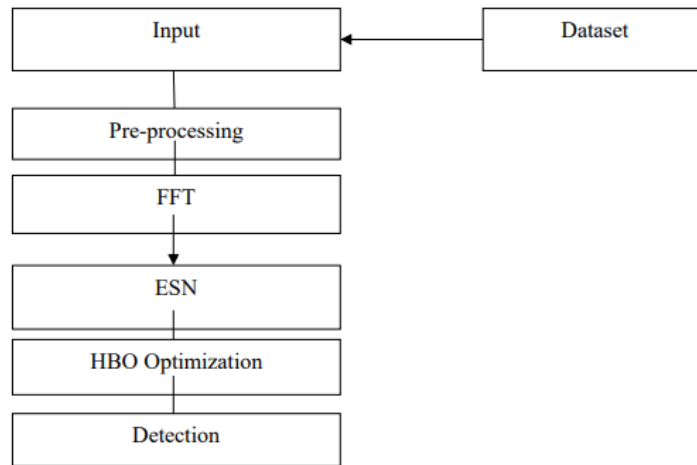 Input
Dataset
Pre-processing
FFT
ESN
HBO Optimization
Detection